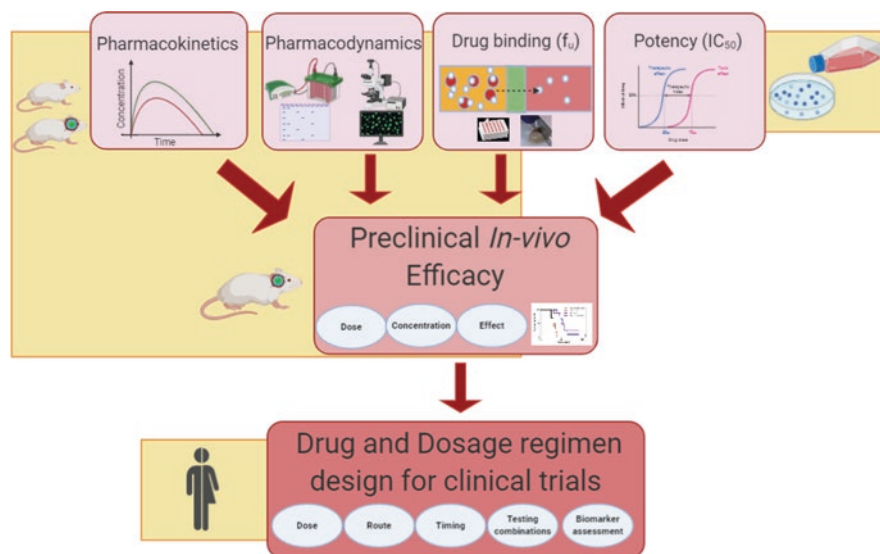 Pharmacokinetics
Concentration
Time
Pharmacodynamics
Drug binding (fᵤ)
Potency (IC₅₀)
Preclinical In-vivo
Efficacy
Dose
Concentration
Effect
Drug and Dosage regimen
design for clinical trials
Dose
Route
Timing
Testing
combinations
Biomarker
assessment